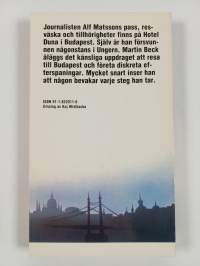 Journalisten Alf Matssons pass, res-
väska och tillhörigheter finns på Hotel
Duna i Budapest. Själv är han försvun-
nen någonstans i Ungern. Martin Beck
åläggs det känsliga uppdraget att resa
till Budapest och företa diskreta ef-
terspaningar. Mycket snart inser han
att någon bevakar varje steg han tar.
Omslag av Kaj Wistbacka